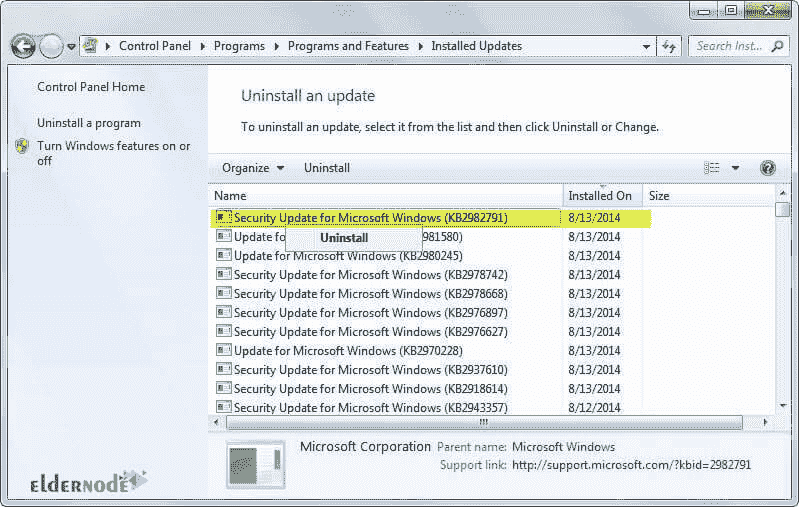 Control Panel Programs Programs and Features Installed Updates Search Inst...
Control Panel Home
Uninstall a program
Turn Windows features on or
off
Uninstall an update
To uninstall an update, select it from the list and then click Uninstall or Change.
Organize Uninstall
Name Installed On Size
Security Update for Microsoft Windows (KB2982791) 8/13/2014
Update fo 981580) 8/13/2014
Uninstall
Update for Microsoft Windows (KB2980245) 8/13/2014
Security Update for Microsoft Windows (KB2978742) 8/13/2014
Security Update for Microsoft Windows (KB2978668) 8/13/2014
Security Update for Microsoft Windows (KB2976897) 8/13/2014
Security Update for Microsoft Windows (KB2976627) 8/13/2014
Update for Microsoft Windows (KB2970228) 8/13/2014
Security Update for Microsoft Windows (KB2937610) 8/13/2014
Security Update for Microsoft Windows (KB2918614) 8/13/2014
Security Update for Microsoft Windows (KB2943357) 8/12/2014
Microsoft Corporation Parent name: Microsoft Windows
Support link: http://support.microsoft.com/?kbid=2982791
eldernode